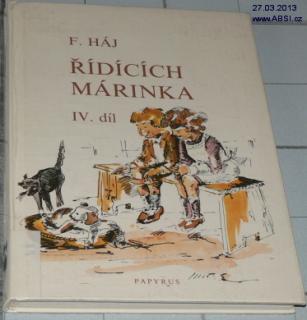 27.03.2013
www.ABSI.cz
F. HÁJ
ŘÍDÍCÍCH
MÁRINKA
IV. díl
PAPYRUS